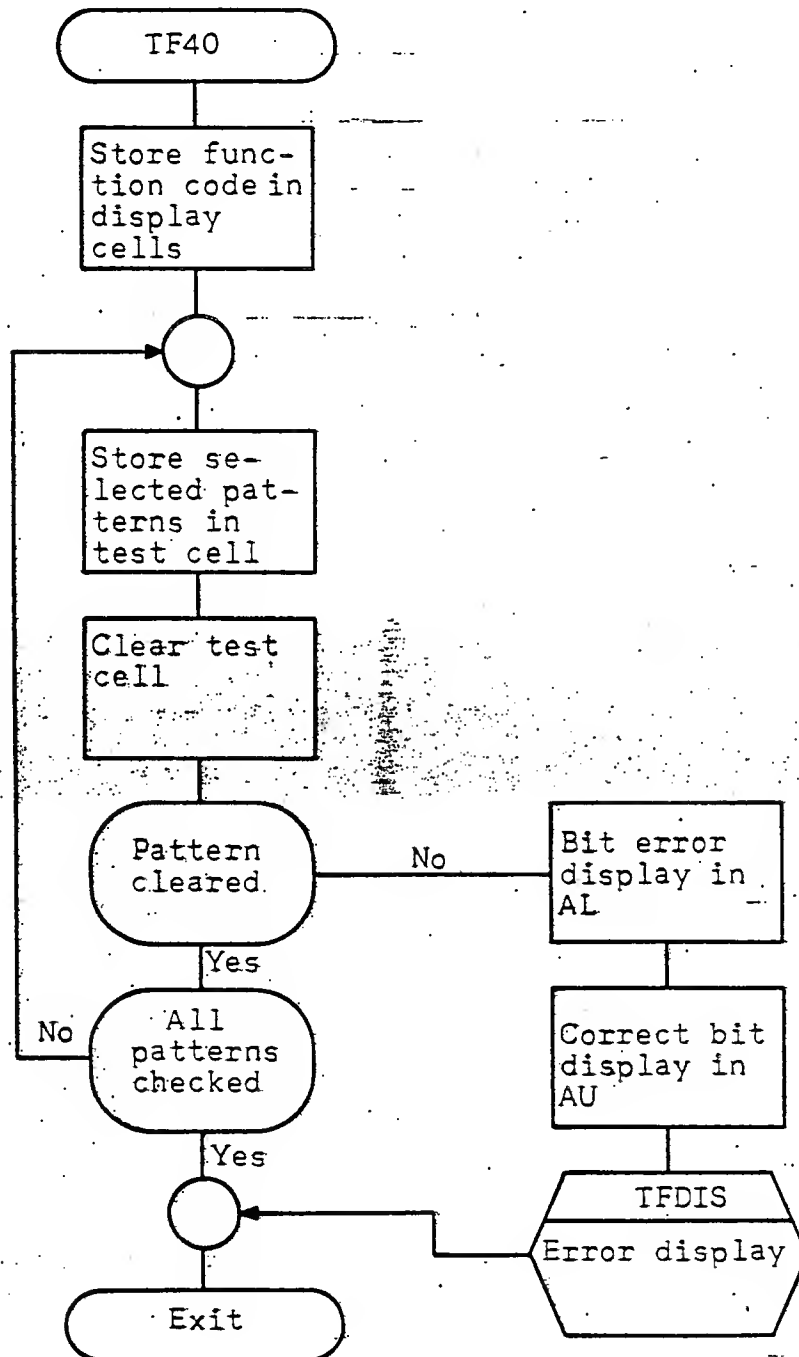 TF40
Store func-
tion code in
display
cells
Store se-
lected pat-
terns in
test cell
Clear test
cell
Pattern
cleared
No
Bit error
display in
AL
Yes
No
All
patterns
checked
Correct bit
display in
AU
Yes
TFDIS
Error display
Exit